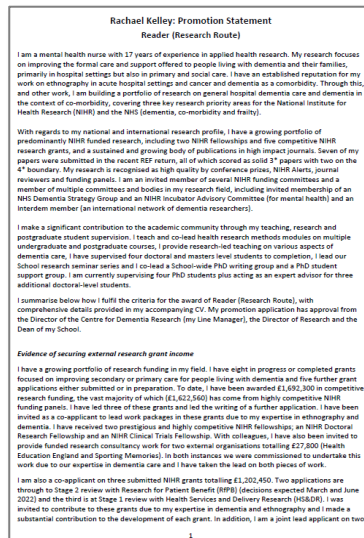 Rachael Kelley: Promotion Statement
Reader (Research Route)
I am a mental health nurse with 17 years of experience in applied health research. My research focuses
on improving the formal care and support offered to people living with dementia and their families,
primarily in hospital settings but also in primary and social care. I have an established reputation for my
work on ethnography in acute hospital settings and cancer and dementia as a comorbidity. Through this,
and other work, I am building a portfolio of research on general hospital dementia care and dementia in
the context of co-morbidity, covering three key research priority areas for the National Institute for
Health Research (NIHR) and the NHS (dementia, co-morbidity and frailty).
With regards to my national and international research profile, I have a growing portfolio of
predominantly NIHR funded research, including two NIHR fellowships and five competitive NIHR
research grants, and a sustained and growing body of publications in high impact journals. Seven of my
papers were submitted in the recent REF return, all of which scored as solid 3* papers with two on the
4* boundary. My research is recognised as high quality by conference prizes, NIHR Alerts, journal
reviewers and funding panels. I am an invited member of several NIHR funding committees and a
member of multiple committees and bodies in my research field, including invited membership of an
NHS Dementia Strategy Group and an NIHR Incubator Advisory Committee (for mental health) and an
Interdem member (an international network of dementia researchers).
I make a significant contribution to the academic community through my teaching, research and
postgraduate student supervision. I teach and co-lead health research methods modules on multiple
undergraduate and postgraduate courses, I provide research-led teaching on various aspects of
dementia care, I have supervised four doctoral and masters level students to completion, I lead our
School research seminar series and I co-lead a School-wide PhD writing group and a PhD student
support group. I am currently supervising four PhD students plus acting as an expert advisor for three
additional doctoral-level students.
I summarise below how I fulfil the criteria for the award of Reader (Research Route), with
comprehensive details provided in my accompanying CV. My promotion application has approval from
the Director of the Centre for Dementia Research (my Line Manager), the Director of Research and the
Dean of my School.
Evidence of securing external research grant income
I have a growing portfolio of research funding in my field. I have eight in progress or completed grants
focused on improving secondary or primary care for people living with dementia and five further grant
applications either submitted or in preparation. To date, I have been awarded £1,692,300 in competitive
research funding, the vast majority of which (£1,622,560) has come from highly competitive NIHR
funding panels. I have led three of these grants and led the writing of a further application. I have been
invited as a co-applicant to lead work packages in these grants due to my expertise in ethnography and
dementia. I have received two prestigious and highly competitive NIHR fellowships; an NIHR Doctoral
Research Fellowship and an NIHR Clinical Trials Fellowship. With colleagues, I have also been invited to
provide funded research consultancy work for two external organisations totalling £27,800 (Health
Education England and Sporting Memories). In both instances we were commissioned to undertake this
work due to our expertise in dementia care and I have taken the lead on both pieces of work.
I am also a co-applicant on three submitted NIHR grants totalling £1,202,450. Two applications are
through to Stage 2 review with Research for Patient Benefit (RfPB) (decisions expected March and June
2022) and the third is at Stage 1 review with Health Services and Delivery Research (HS&DR). I was
invited to contribute to these grants due to my expertise in dementia and ethnography and I made a
substantial contribution to the development of each grant. In addition, I am a joint lead applicant on two
1